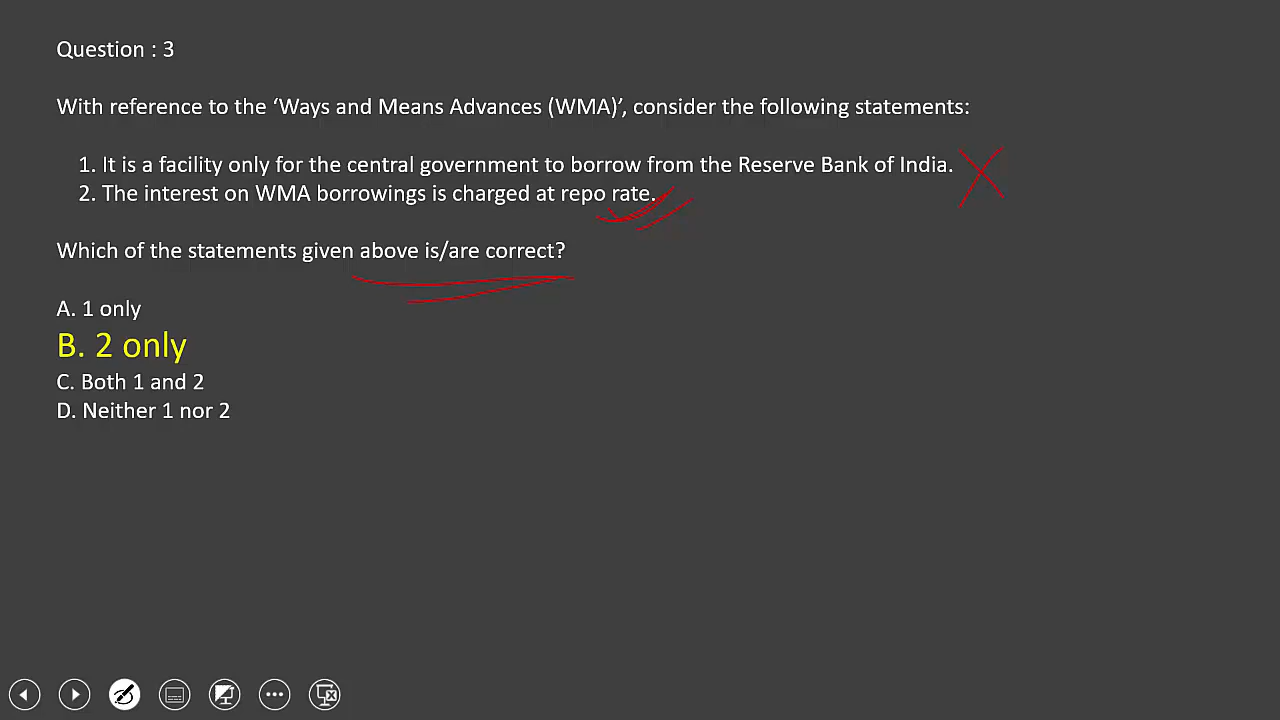 Question : 3
With reference to the ‘Ways and Means Advances (WMA)’, consider the following statements:
1. It is a facility only for the central government to borrow from the Reserve Bank of India.
2. The interest on WMA borrowings is charged at repo rate.
Which of the statements given above is/are correct?
A. 1 only
B. 2 only
C. Both 1 and 2
D. Neither 1 nor 2